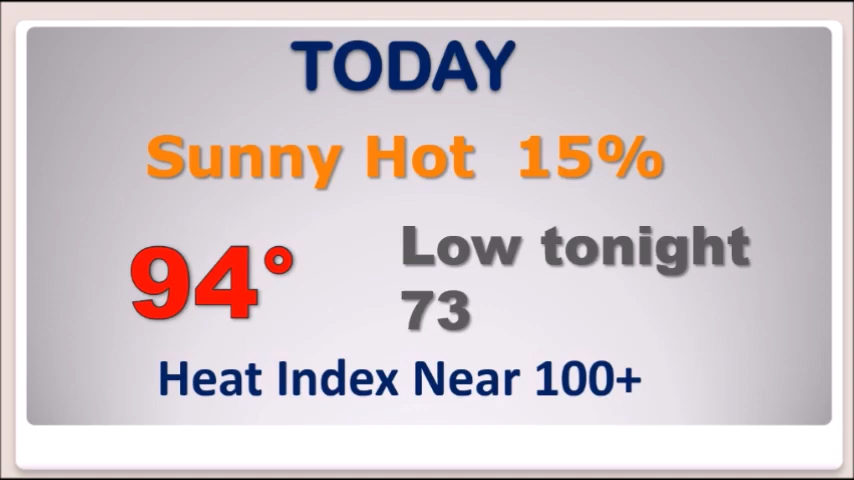 TODAY
Sunny Hot 15%
94°
Low tonight
73
Heat Index Near 100+